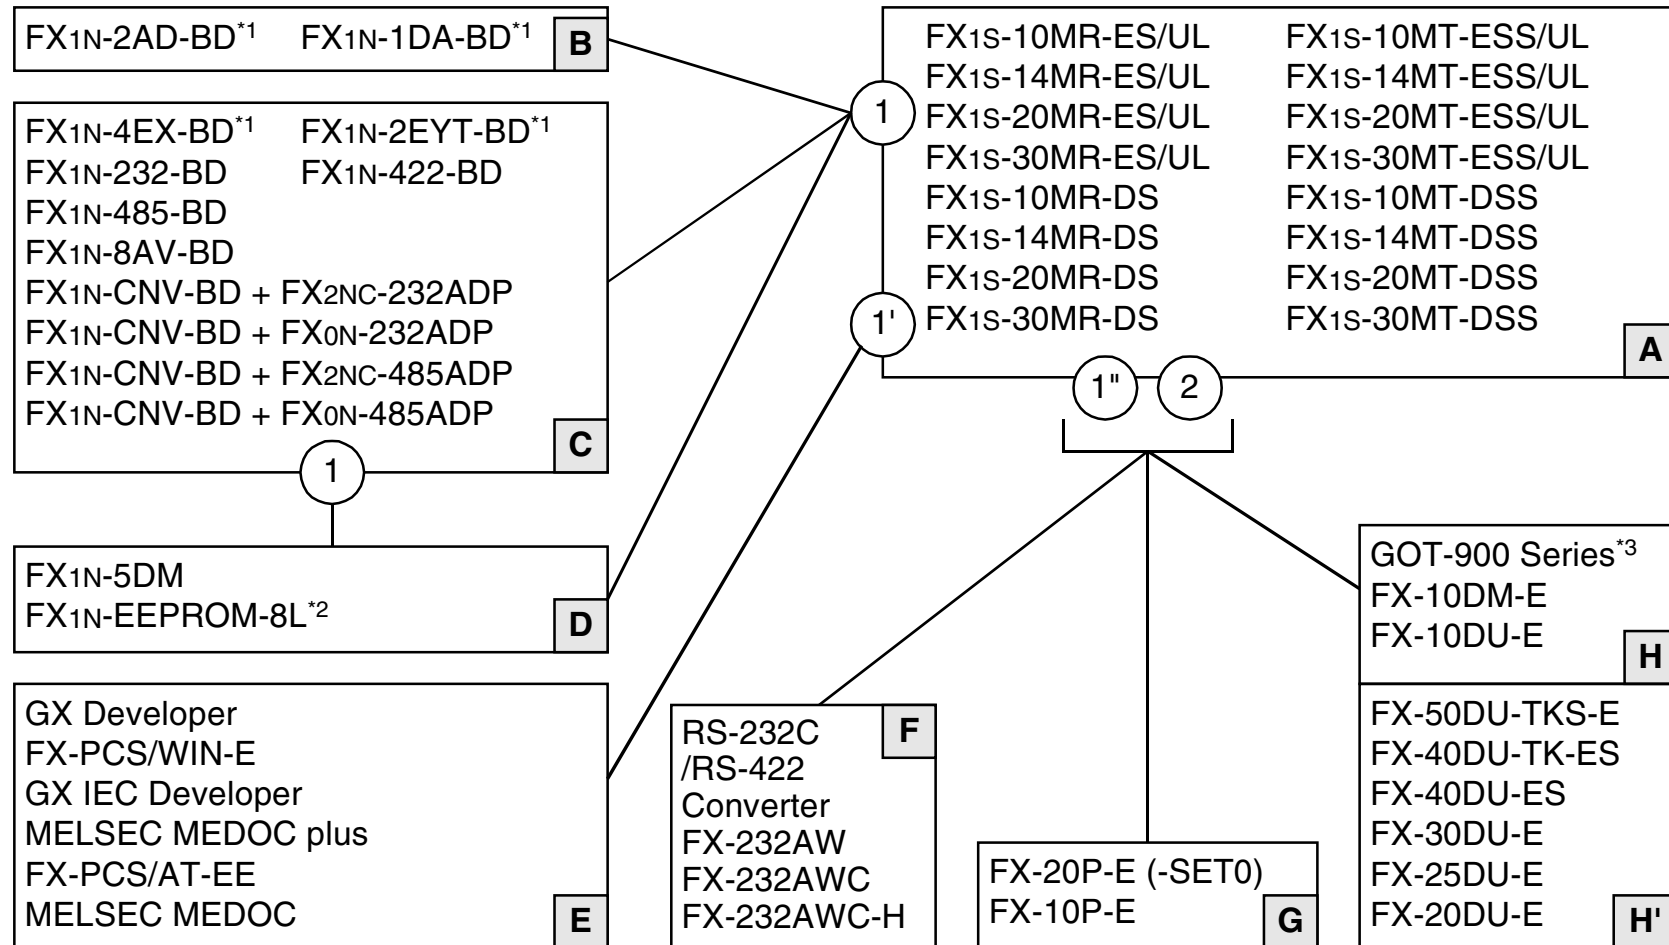 FX1N-2AD-BD*1 FX1N-1DA-BD*1
B
FX1N-4EX-BD*1 FX1N-2EYT-BD*1
FX1N-232-BD FX1N-422-BD
FX1N-485-BD
FX1N-8AV-BD
FX1N-CNV-BD + FX2NC-232ADP
FX1N-CNV-BD + FX0N-232ADP
FX1N-CNV-BD + FX2NC-485ADP
FX1N-CNV-BD + FX0N-485ADP
C
1
FX1N-5DM
FX1N-EEPROM-8L*2
D
GX Developer
FX-PCS/WIN-E
GX IEC Developer
MELSEC MEDOC plus
FX-PCS/AT-EE
MELSEC MEDOC
E
1
1'
FX1S-10MR-ES/UL FX1S-10MT-ESS/UL
FX1S-14MR-ES/UL FX1S-14MT-ESS/UL
FX1S-20MR-ES/UL FX1S-20MT-ESS/UL
FX1S-30MR-ES/UL FX1S-30MT-ESS/UL
FX1S-10MR-DS FX1S-10MT-DSS
FX1S-14MR-DS FX1S-14MT-DSS
FX1S-20MR-DS FX1S-20MT-DSS
FX1S-30MR-DS FX1S-30MT-DSS
A
1" 2
RS-232C
/RS-422
Converter
FX-232AW
FX-232AWC
FX-232AWC-H
F
FX-20P-E (-SET0)
FX-10P-E
G
GOT-900 Series*3
FX-10DM-E
FX-10DU-E
H
FX-50DU-TKS-E
FX-40DU-TK-ES
FX-40DU-ES
FX-30DU-E
FX-25DU-E
FX-20DU-E
H'